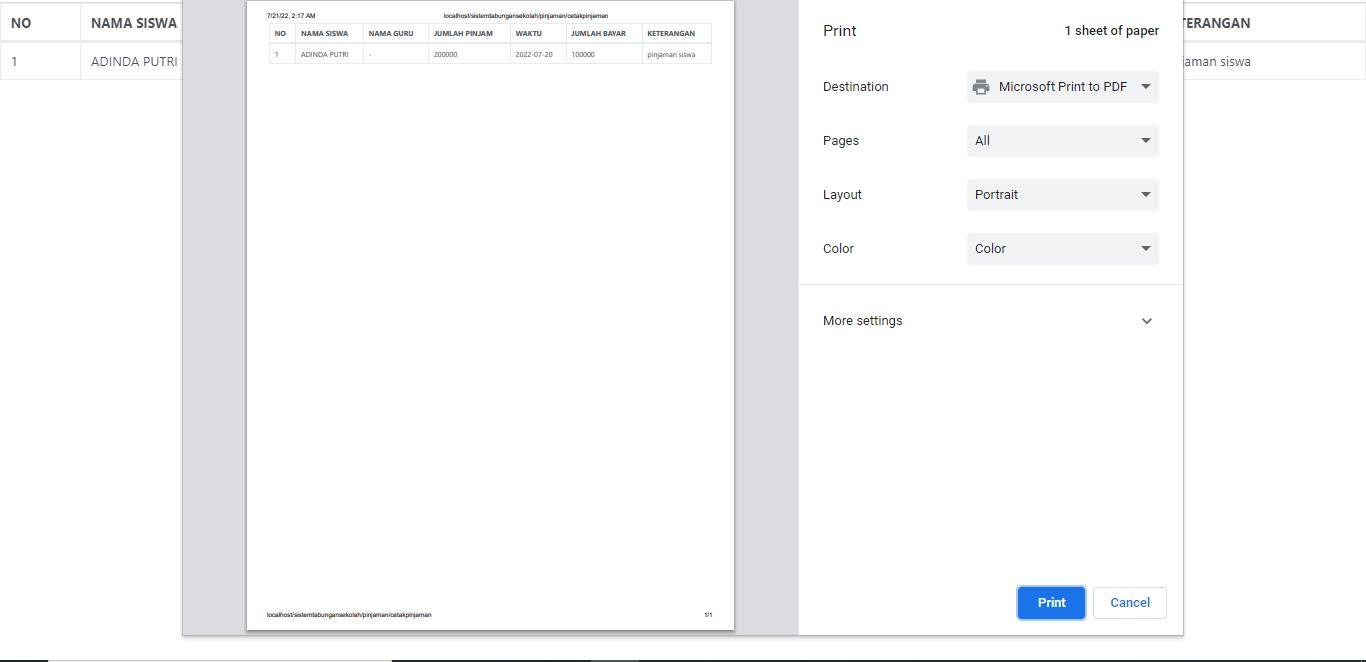 NO NAMA SISWA TERANGAN
1 ADINDA PUTRI aman siswa
7/21/22, 2:17 AM localhost/sistemtabungansekolah/pinjaman/cetakpinjaman
NO NAMA SISWA NAMA GURU JUMLAH PINJAM WAKTU JUMLAH BAYAR KETERANGAN
1 ADINDA PUTRI - 200000 2022-07-20 100000 pinjaman siswa
localhost/sistemtabungansekolah/pinjaman/cetakpinjaman 1/1
Print 1 sheet of paper
Destination Microsoft Print to PDF
Pages All
Layout Portrait
Color Color
More settings
Print Cancel